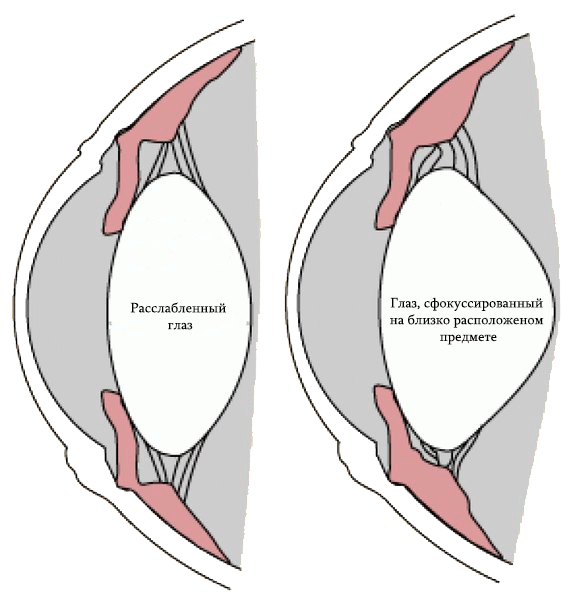 Расслабленный
глаз
Глаз, сфокуссированный
на близко расположеном
предмете